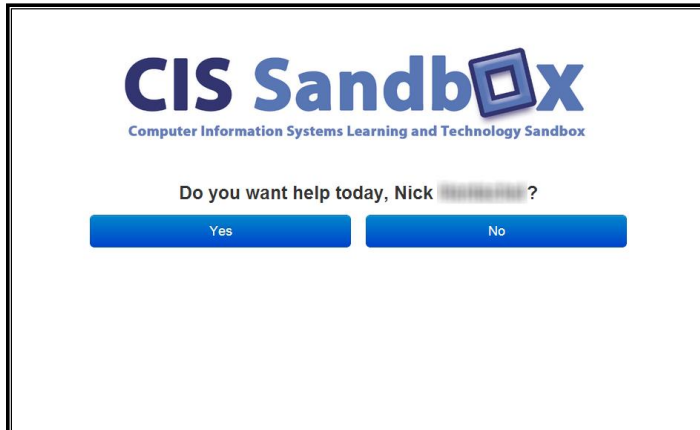 CIS Sandbox
Computer Information Systems Learning and Technology Sandbox
Do you want help today, Nick ?
Yes
No